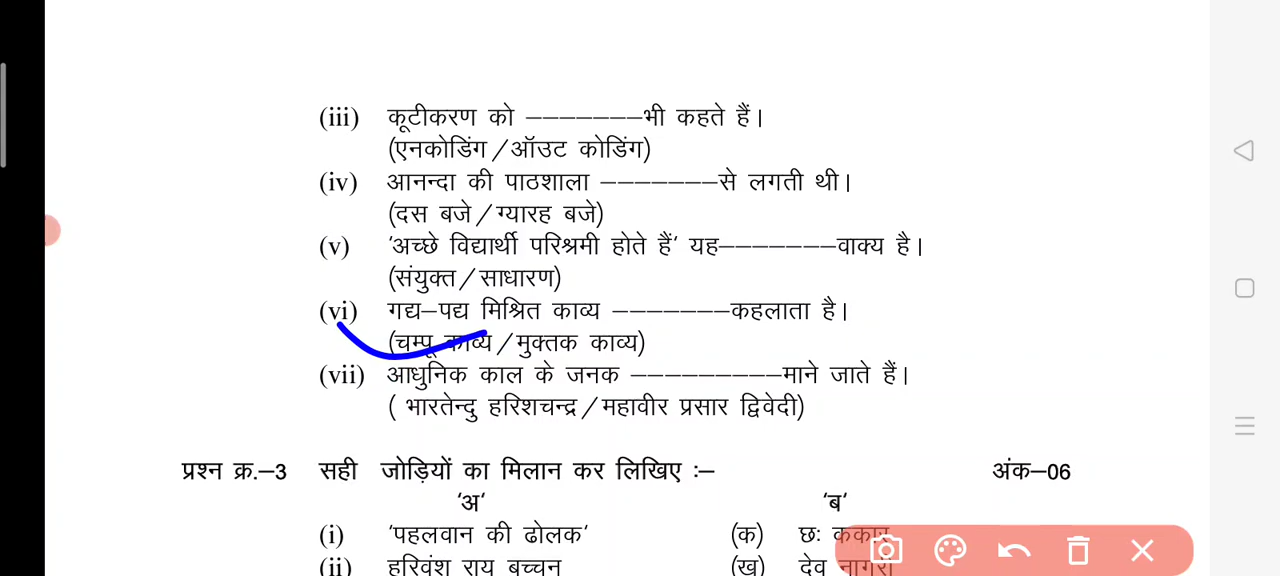 (iii) कूटीकरण को –––––––भी कहते हैं।
(एनकोडिंग/ऑउट कोडिंग)
(iv) आनन्दा की पाठशाला –––––––से लगती थी।
(दस बजे/ग्यारह बजे)
(v) 'अच्छे विद्यार्थी परिश्रमी होते हैं' यह–––––––वाक्य है।
(संयुक्त/साधारण)
(vi) गद्य–पद्य मिश्रित काव्य –––––––कहलाता है।
(चम्पू काव्य/मुक्तक काव्य)
(vii) आधुनिक काल के जनक –––––––––माने जाते हैं।
( भारतेन्दु हरिशचन्द्र/महावीर प्रसार द्विवेदी)
प्रश्न क्र.–3 सही जोड़ियों का मिलान कर लिखिए :– अंक–06
'अ' 'ब'
(i) 'पहलवान की ढोलक' (क) छः ककार
(ii) हरिवंश राय बच्चन (ख) देव नागरी